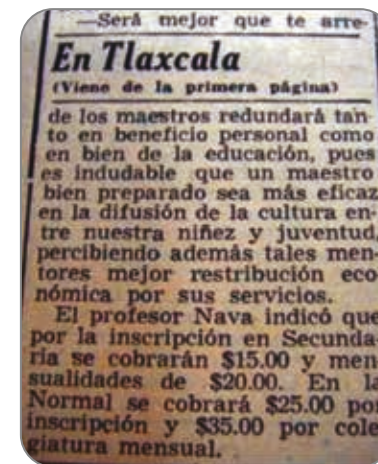 —Será mejor que te arre-
En Tlaxcala
(Viene de la primera página)
de los maestros redundará tan
to en beneficio personal como
en bien de la educación, pues
es indudable que un maestro
bien preparado sea más eficaz
en la difusión de la cultura en-
tre nuestra niñez y juventud,
percibiendo además tales men-
tores mejor restribución eco-
nómica por sus servicios.
El profesor Nava indicó que
por la inscripción en Secunda-
ría se cobrarán $15.00 y men-
sualidades de $20.00. En la
Normal se cobrará $25.00 por
inscripción y $35.00 por cole
giatura mensual.